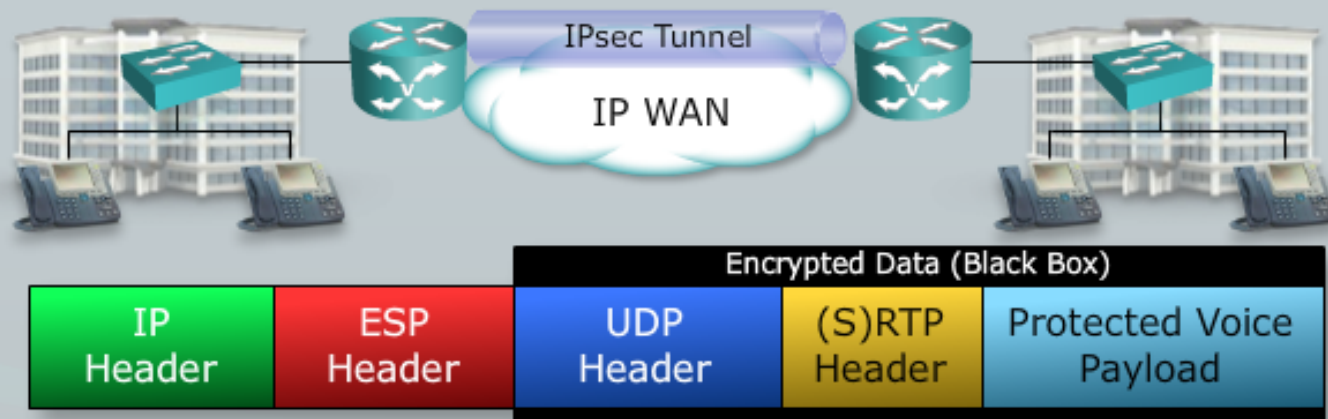 IPsec Tunnel
IP WAN
V
V
Encrypted Data (Black Box)
IP
Header
ESP
Header
UDP
Header
(S)RTP
Header
Protected Voice
Payload